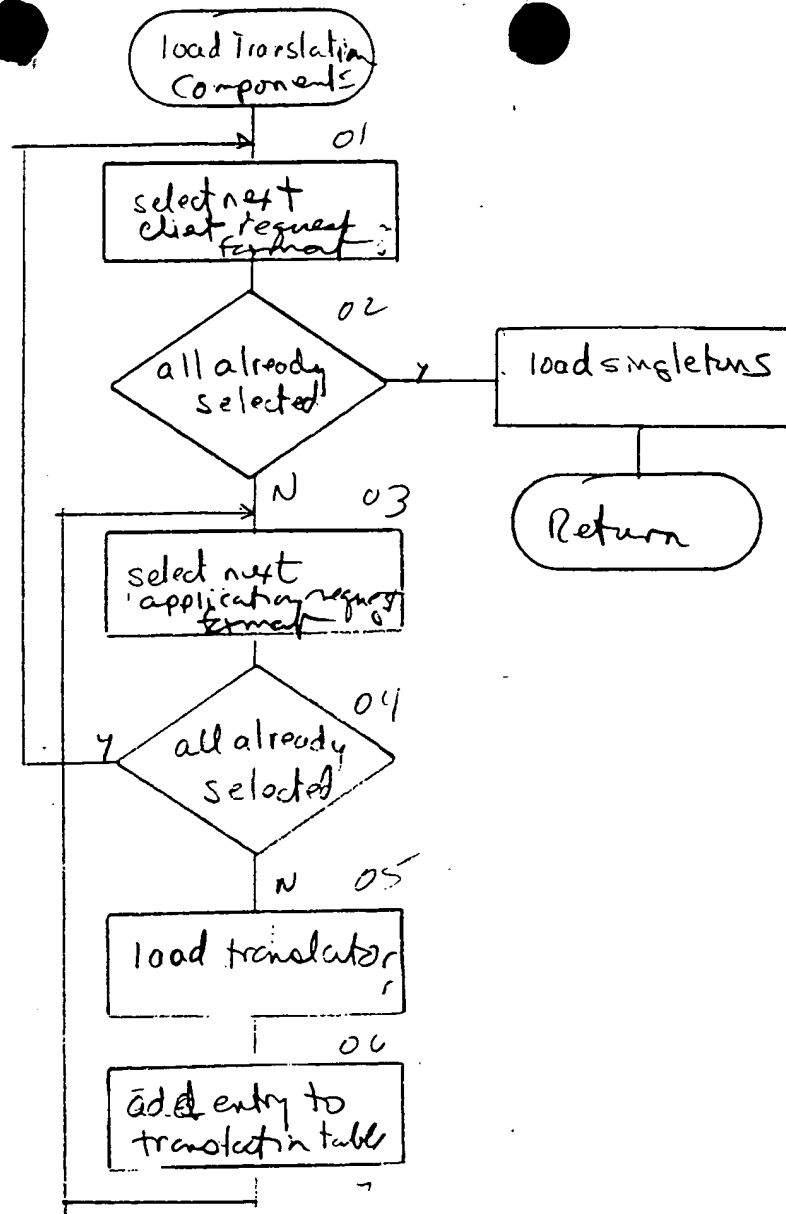 load Translation
Components
01
select next
client request
format
02
all already
selected
Y
load singletons
Return
N
03
select next
application request
format
04
all already
selected
Y
N
05
load translator
06
add entry to
translation table